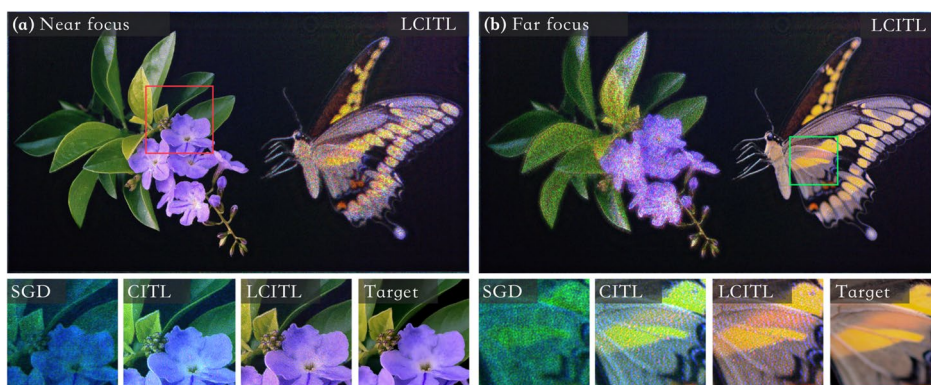 (a) Near focus
LCITL
(b) Far focus
LCITL
SGD
CITL
LCITL
Target
SGD
CITL
LCITL
Target